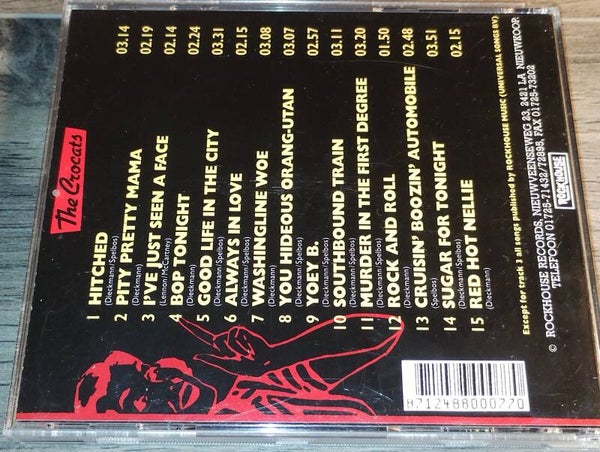 The Crocats
1 HITCHED 03.14
(Dieckmann/Spelbos)
2 PITTY PRETTY MAMA 02.19
(Dieckmann)
3 I'VE JUST SEEN A FACE 02.14
(Lennon/McCartney)
4 BOP TONIGHT 02.24
(Dieckmann)
5 GOOD LIFE IN THE CITY 03.31
(Dieckmann/Spelbos)
6 ALWAYS IN LOVE 02.15
(Dieckmann/Spelbos)
7 WASHINGLINE WOE 03.08
(Dieckmann)
8 YOU HIDEOUS ORANG-UTAN 03.07
(Dieckmann/Spelbos)
9 YOEY B. 02.57
(Dieckmann)
10 SOUTHBOUND TRAIN 03.11
(Dieckmann/Spelbos)
11 MURDER IN THE FIRST DEGREE 03.20
(Dieckmann/Spelbos)
12 ROCK AND ROLL 01.50
(Dieckmann)
13 CRUISIN' BOOZIN' AUTOMOBILE 02.48
(Spelbos)
14 SUGAR FOR TONIGHT 03.51
(Dieckmann/Spelbos)
15 RED HOT NELLIE 02.15
(Dieckmann)
Except for track 3 all songs published by ROCKHOUSE MUSIC (UNIVERSAL SONGS BV)
© ROCKHOUSE RECORDS, NIEUWVEENSEWEG 23, 2421 LA NIEUWKOOP,
TELEFOON 01725-71432/72895, FAX 01725-73202
ROCKHOUSE
8712488000770